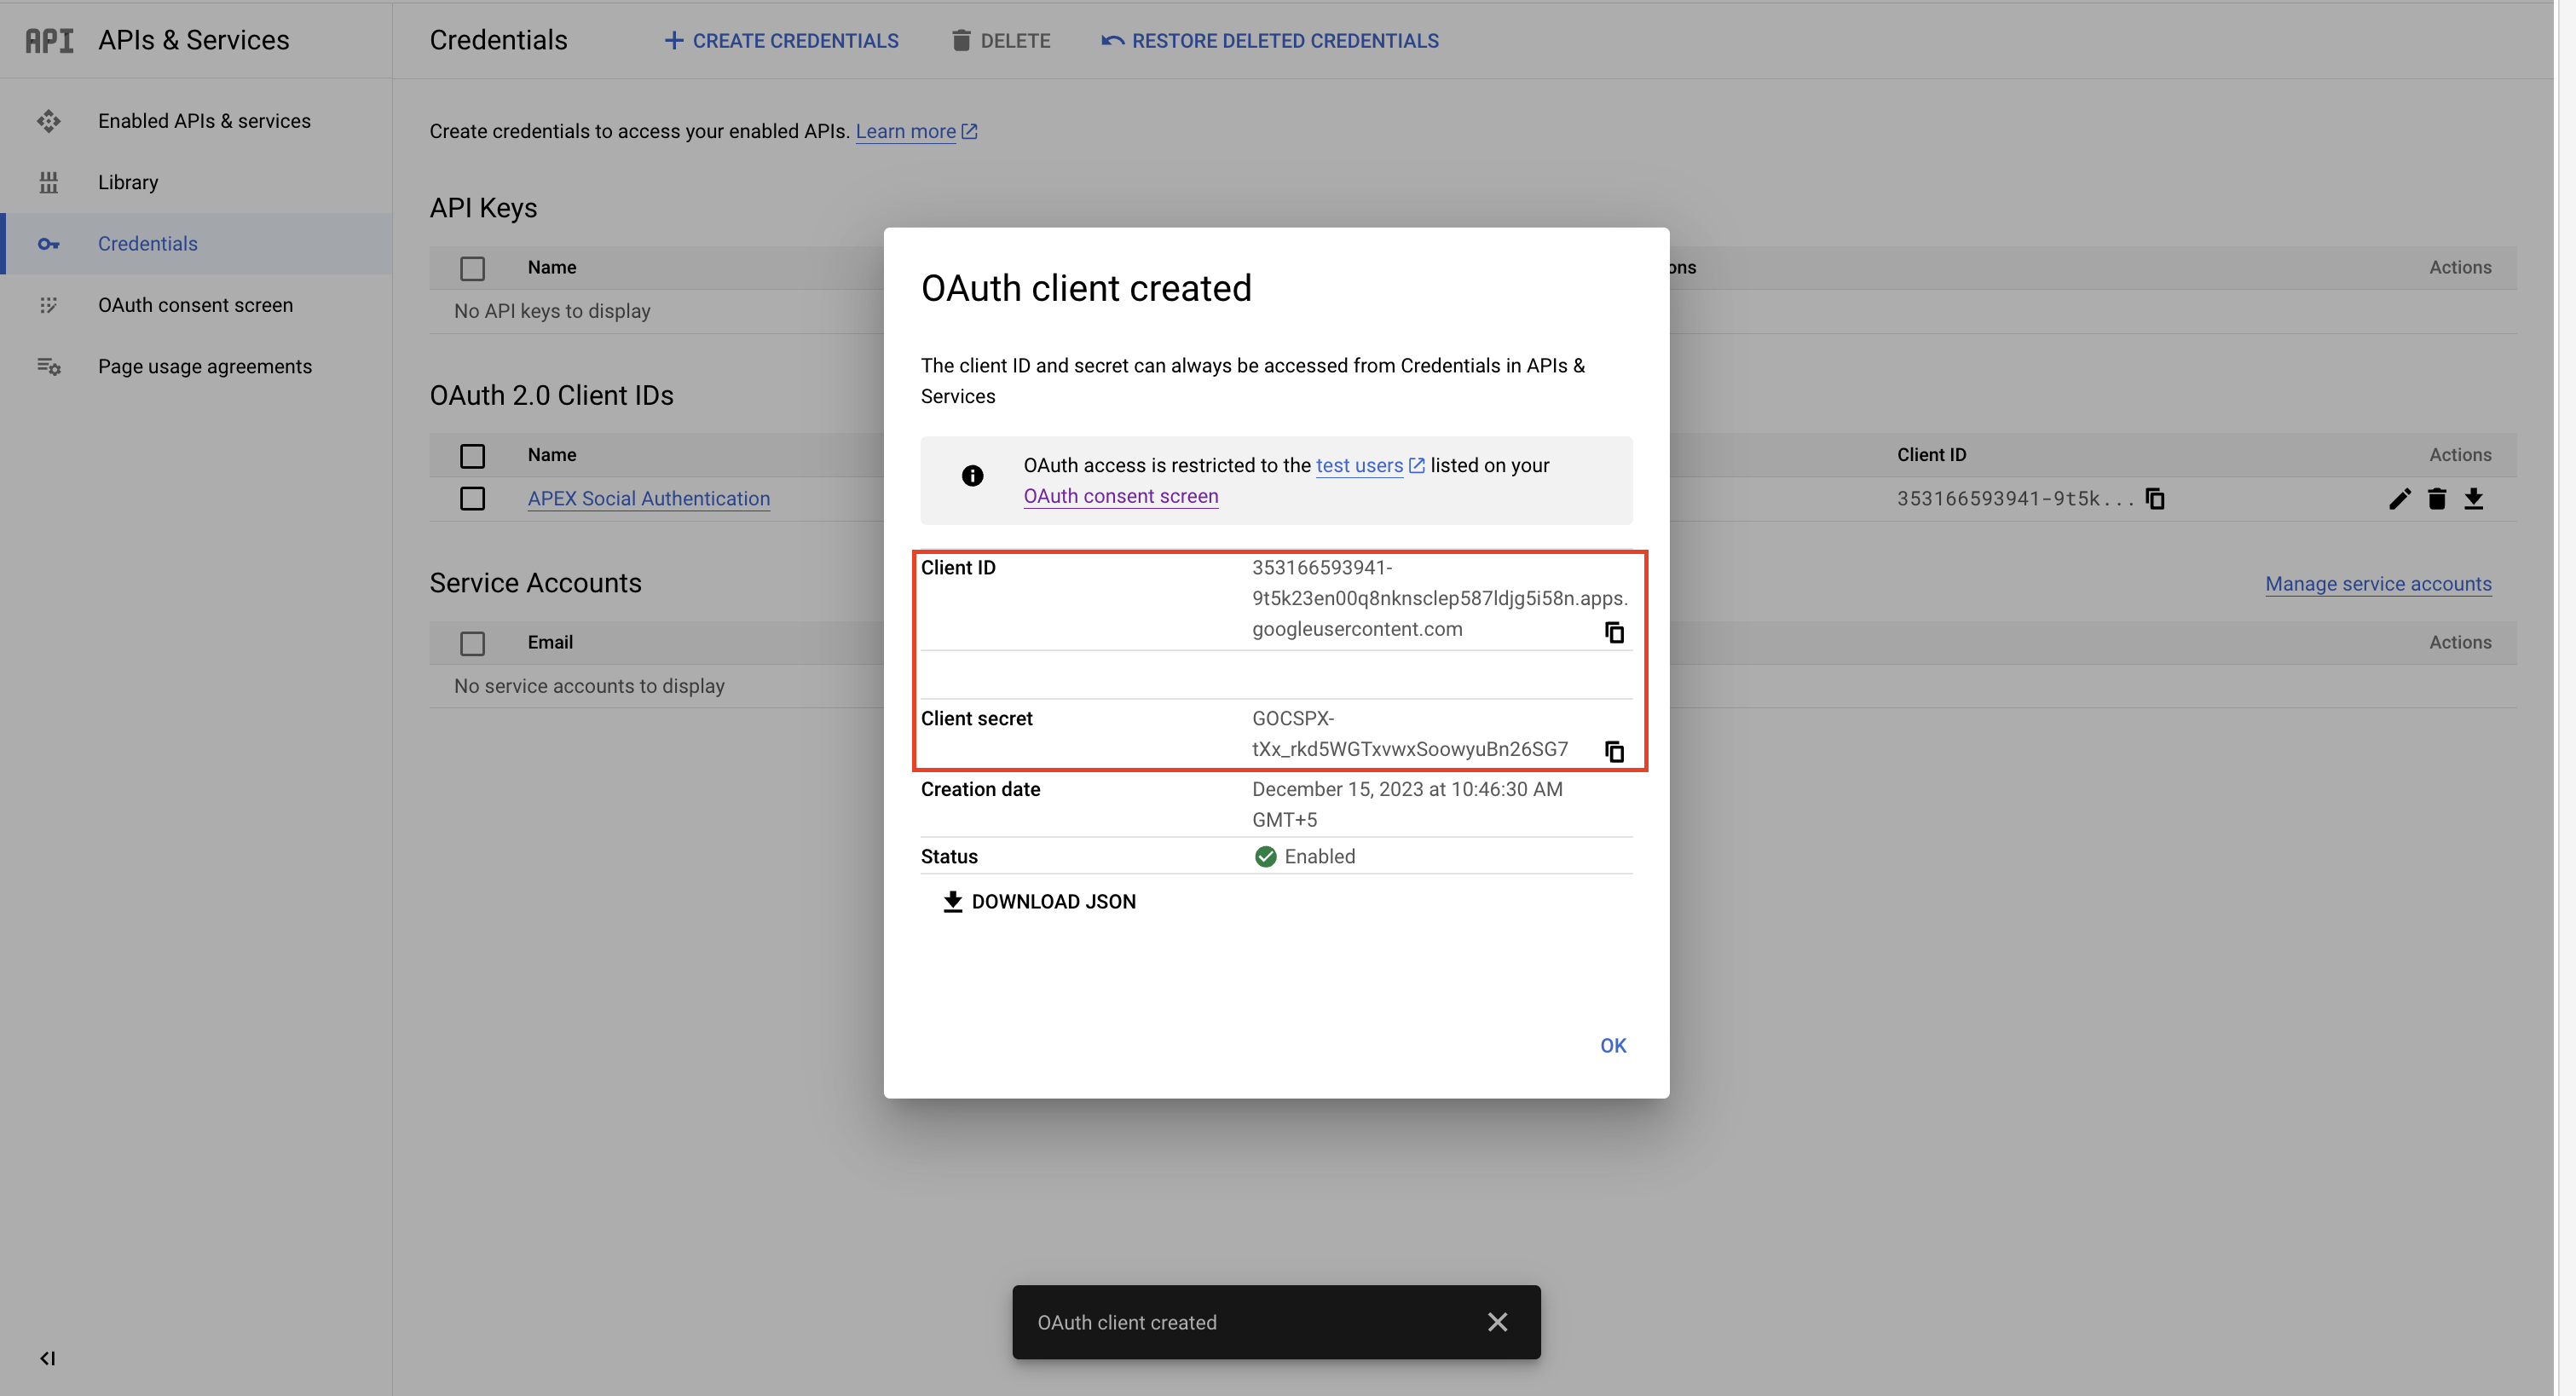 API APIs & Services
Credentials
CREATE CREDENTIALS
DELETE
RESTORE DELETED CREDENTIALS
Enabled APIs & services
Library
Credentials
OAuth consent screen
Page usage agreements
Create credentials to access your enabled APIs. Learn more
API Keys
Name
ons
Actions
No API keys to display
OAuth 2.0 Client IDs
Name
Client ID
Actions
APEX Social Authentication
353166593941-9t5k...
Service Accounts
Manage service accounts
Email
Actions
No service accounts to display
OAuth client created
The client ID and secret can always be accessed from Credentials in APIs &
Services
OAuth access is restricted to the test users listed on your
OAuth consent screen
Client ID
353166593941-
9t5k23en00q8nknsclep587ldjg5i58n.apps.
googleusercontent.com
Client secret
GOCSPX-
tXx_rkd5WGTxvwxSoowyuBn26SG7
Creation date
December 15, 2023 at 10:46:30 AM
GMT+5
Status
Enabled
DOWNLOAD JSON
OK
OAuth client created